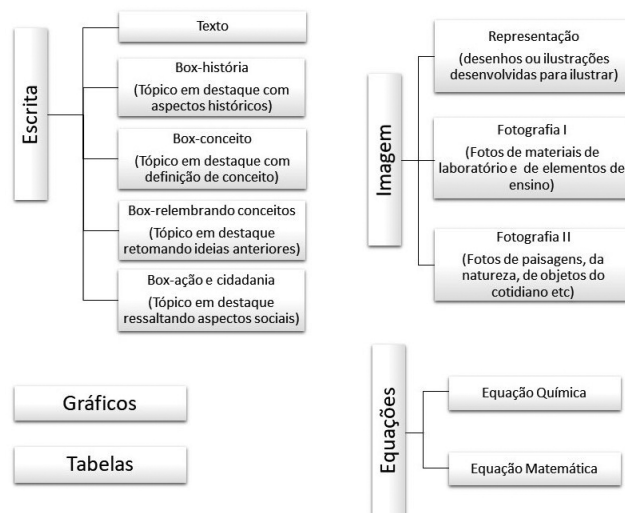 Escrita
Texto
Box-história
(Tópico em destaque com
aspectos históricos)
Box-conceito
(Tópico em destaque com
definição de conceito)
Box-relembrando conceitos
(Tópico em destaque
retomando ideias anteriores)
Box-ação e cidadania
(Tópico em destaque
ressaltando aspectos sociais)
Imagem
Representação
(desenhos ou ilustrações
desenvolvidas para ilustrar)
Fotografia I
(Fotos de materiais de
laboratório e de elementos de
ensino)
Fotografia II
(Fotos de paisagens, da
natureza, de objetos do
cotidiano etc)
Gráficos
Tabelas
Equações
Equação Química
Equação Matemática